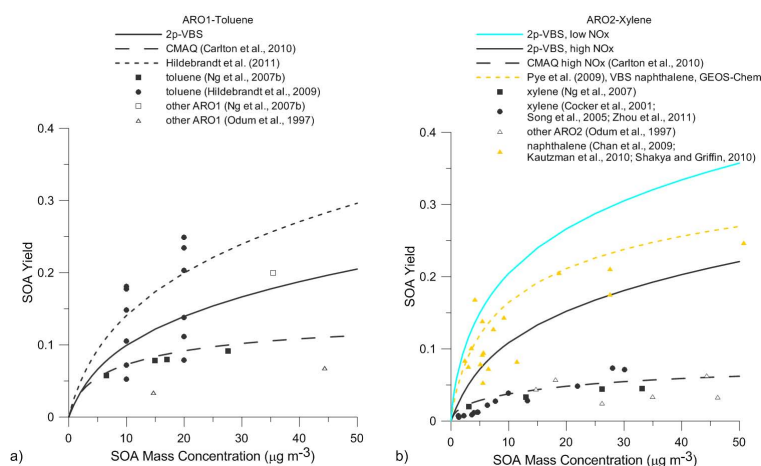 ARO1-Toluene
2p-VBS
CMAQ (Carlton et al., 2010)
Hildebrandt et al. (2011)
toluene (Ng et al., 2007b)
toluene (Hildebrandt et al., 2009)
other ARO1 (Ng et al., 2007b)
other ARO1 (Odum et al., 1997)
0.4
0.3
0.2
0.1
0
SOA Yield
0
10
20
30
40
50
SOA Mass Concentration (μg m-3)
a)
ARO2-Xylene
2p-VBS, low NOx
2p-VBS, high NOx
CMAQ high NOx (Carlton et al., 2010)
Pye et al. (2009), VBS naphthalene, GEOS-Chem
xylene (Ng et al., 2007)
xylene (Cocker et al., 2001;
Song et al., 2005; Zhou et al., 2011)
other ARO2 (Odum et al., 1997)
naphthalene (Chan et al., 2009;
Kautzman et al., 2010; Shakya and Griffin, 2010)
0.4
0.3
0.2
0.1
0
SOA Yield
0
10
20
30
40
50
SOA Mass Concentration (μg m-3)
b)